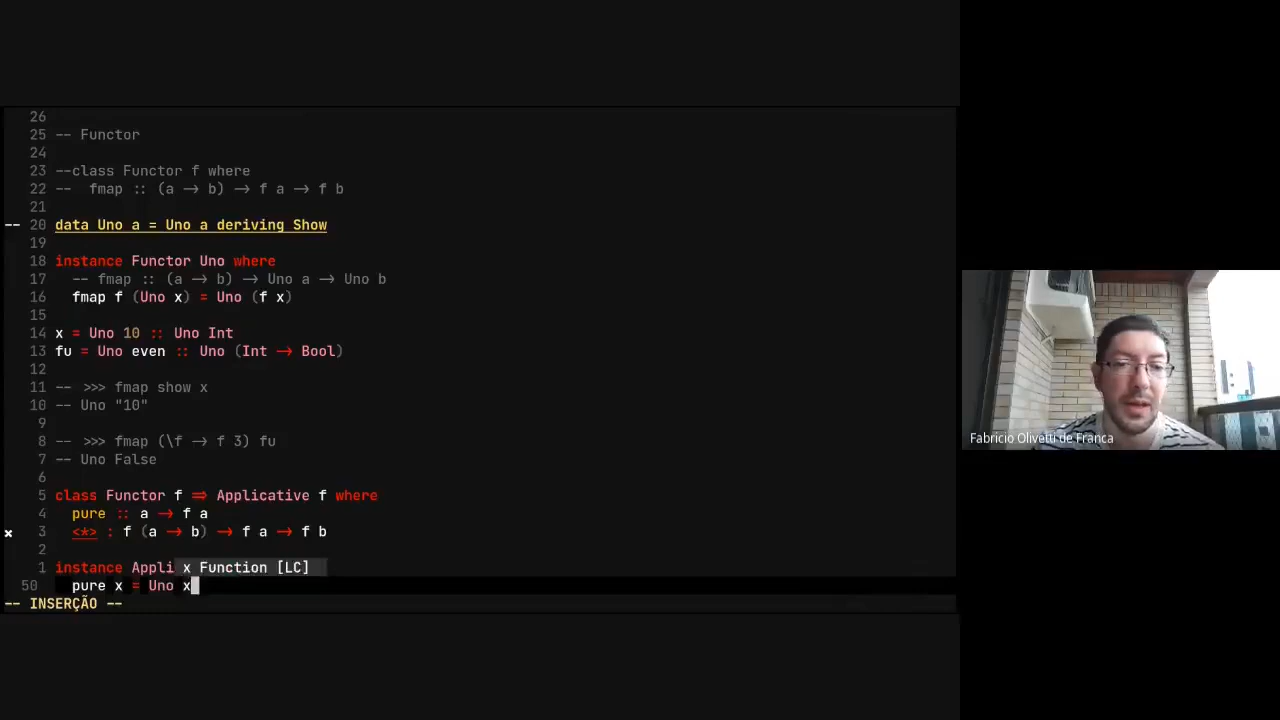 26
25 -- Functor
24
23 --class Functor f where
22 --  fmap :: (a → b) → f a → f b
21
-- 20 data Uno a = Uno a deriving Show
19
18 instance Functor Uno where
17   -- fmap :: (a → b) → Uno a → Uno b
16   fmap f (Uno x) = Uno (f x)
15
14 x = Uno 10 :: Uno Int
13 fu = Uno even :: Uno (Int → Bool)
12
11 -- >>> fmap show x
10 -- Uno "10"
9
8 -- >>> fmap (\f → f 3) fu
7 -- Uno False
6
5 class Functor f ⇒ Applicative f where
4   pure :: a → f a
× 3   <*> : f (a → b) → f a → f b
2
1 instance Appli x Function [LC]
50   pure x = Uno x
-- INSERÇÃO --
Fabrício Olivetti de França